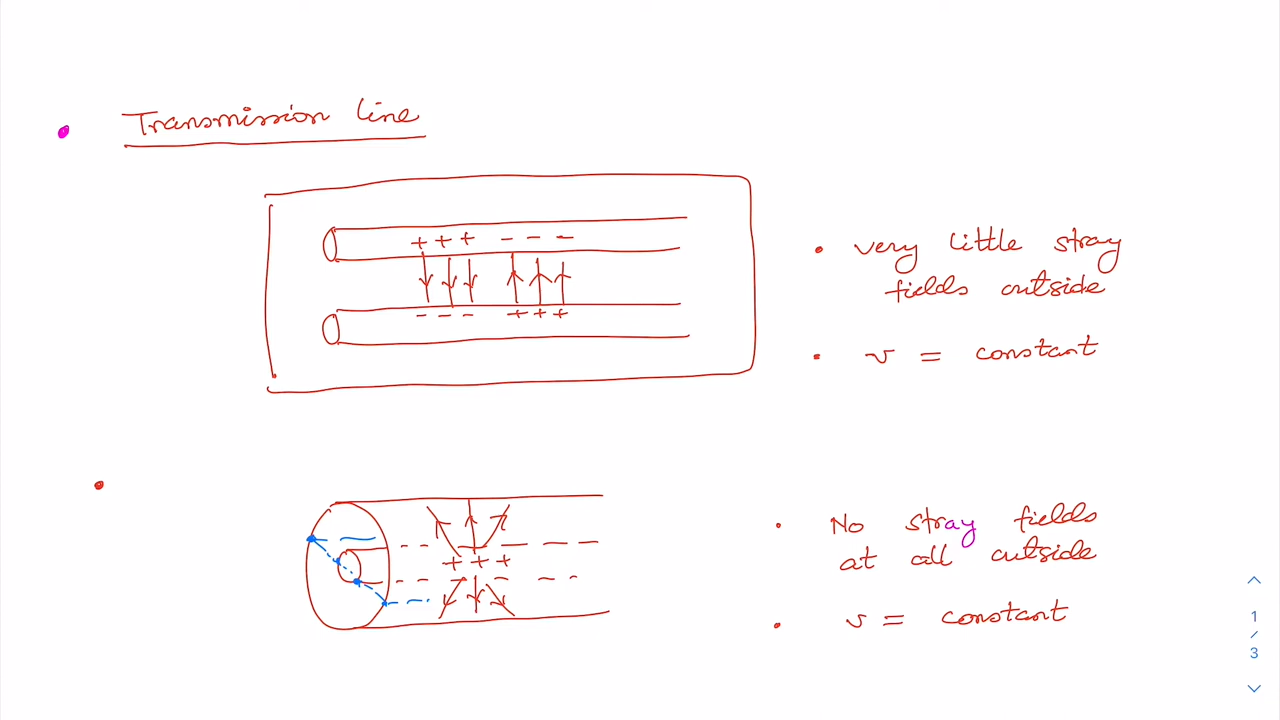 Transmission line
+ + + - - -
- - - + + +
• very little stray
fields outside
• v = constant
+ + +
• No stray fields
at all outside
• v = constant
1
/
3